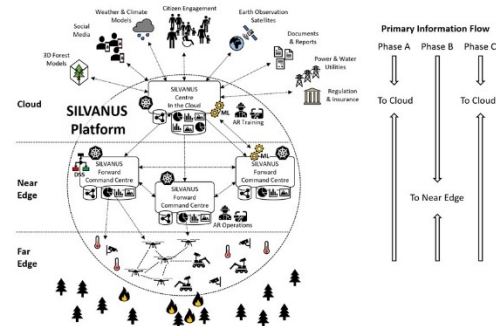 Citizen Engagement
Weather & Climate
Models
Earth Observation
Satellites
Social
Media
Documents
& Reports
3D Forest
Models
Power & Water
Utilities
Regulation
& Insurance
Cloud
SILVANUS
Platform
SILVANUS
Centre
In the Cloud
ML
AR Training
Near
Edge
DSS
SILVANUS
Forward
Command Centre
SILVANUS
Forward
Command Centre
ML
SILVANUS
Forward
Command Centre
AR Operations
Far
Edge
Primary Information Flow
Phase A
Phase B
Phase C
To Cloud
To Cloud
To Near Edge